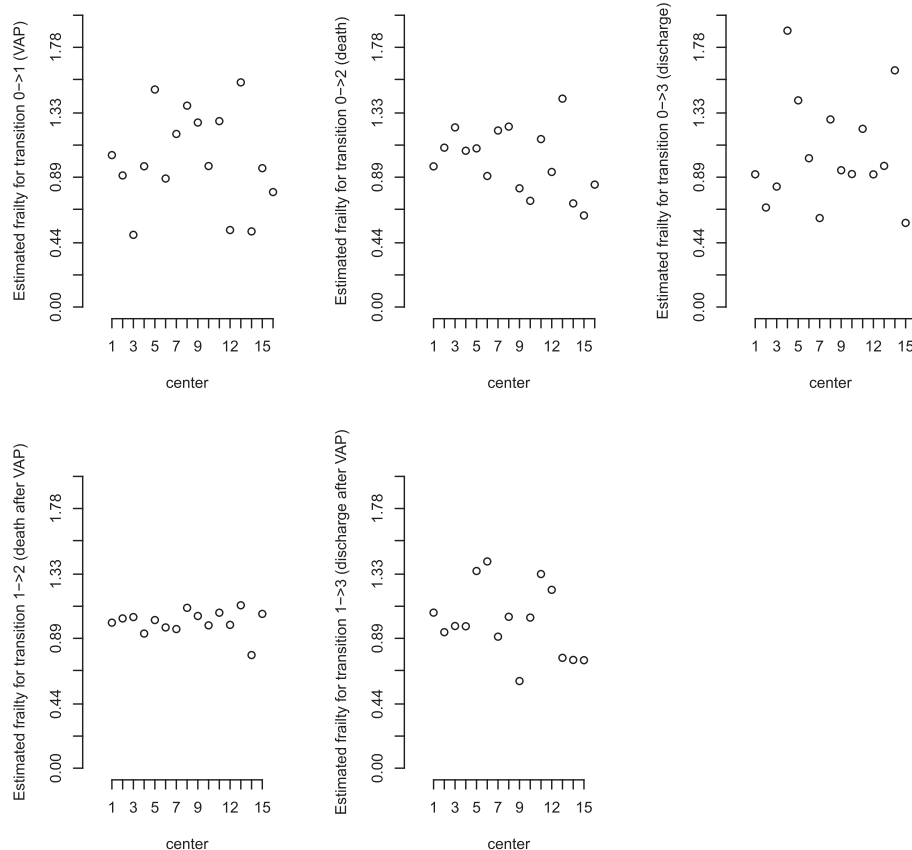 Estimated frailty for transition 0−>1 (VAP)
0.00 0.44 0.89 1.33 1.78
1 3 5 7 9 12 15
center
Estimated frailty for transition 0−>2 (death)
0.00 0.44 0.89 1.33 1.78
1 3 5 7 9 12 15
center
Estimated frailty for transition 0−>3 (discharge)
0.00 0.44 0.89 1.33 1.78
1 3 5 7 9 12 15
center
Estimated frailty for transition 1−>2 (death after VAP)
0.00 0.44 0.89 1.33 1.78
1 3 5 7 9 12 15
center
Estimated frailty for transition 1−>3 (discharge after VAP)
0.00 0.44 0.89 1.33 1.78
1 3 5 7 9 12 15
center